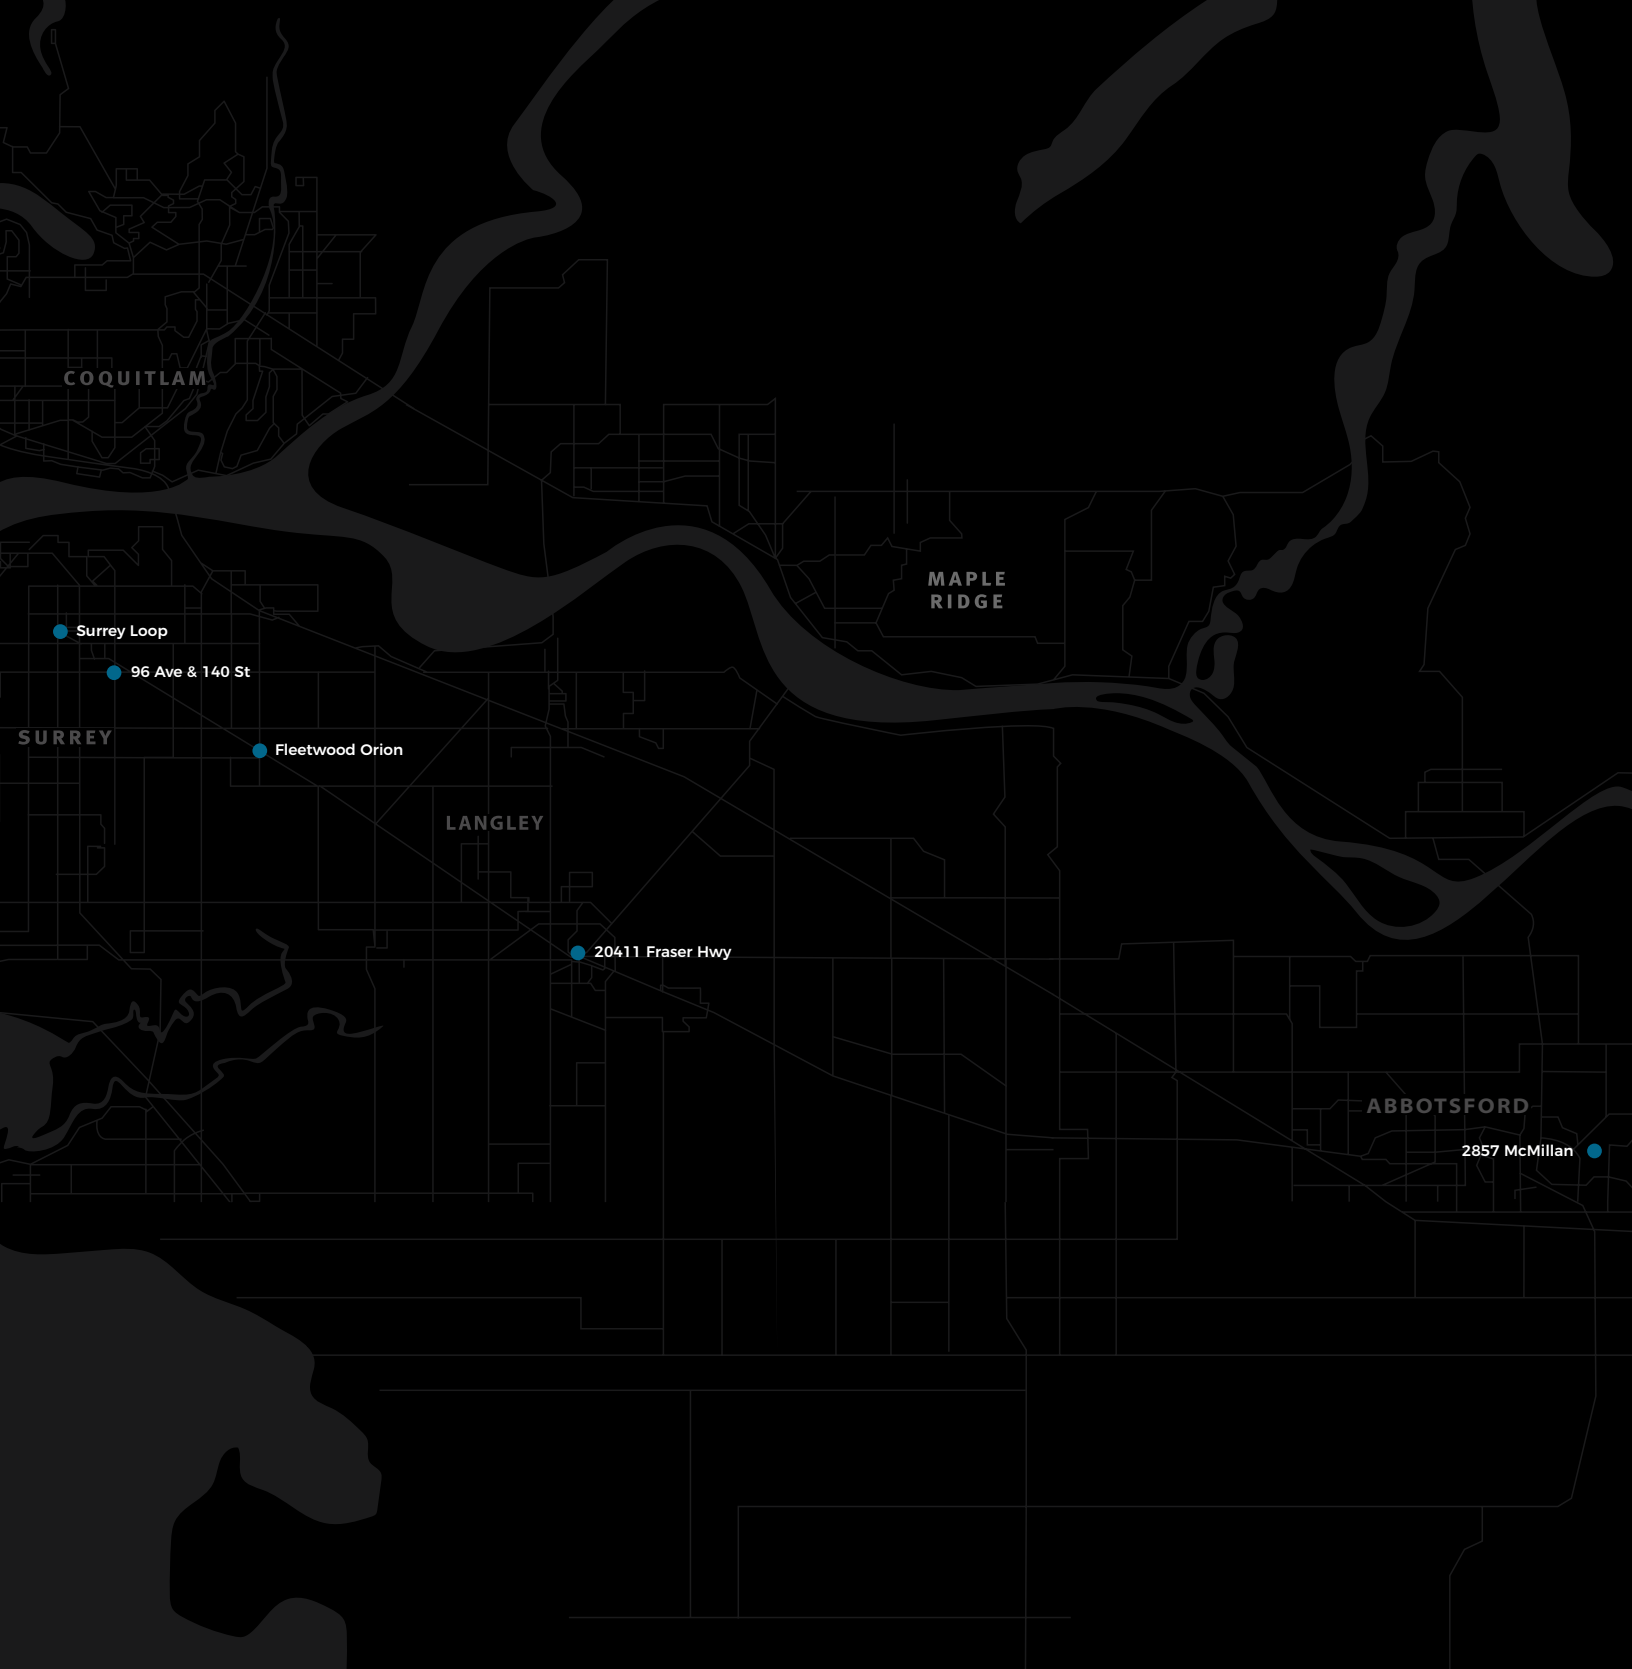 COQUITLAM
MAPLE
RIDGE
Surrey Loop
96 Ave & 140 St
SURREY
Fleetwood Orion
LANGLEY
20411 Fraser Hwy
ABBOTSFORD
2857 McMillan